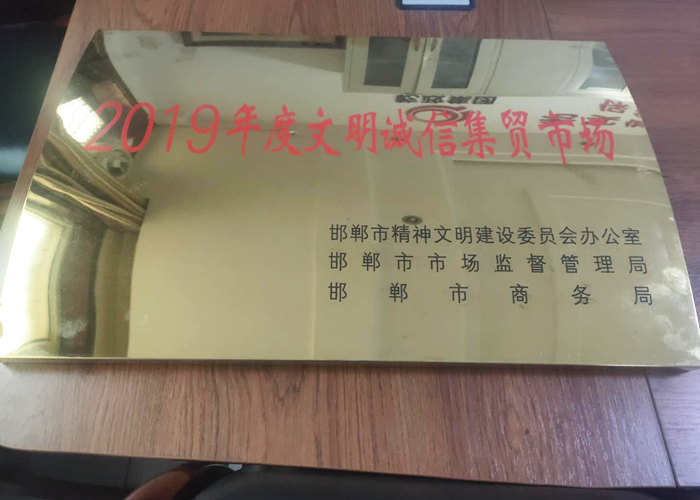 2019年度文明诚信集贸市场
邯郸市精神文明建设委员会办公室
邯郸市市场监督管理局
邯郸市商务局